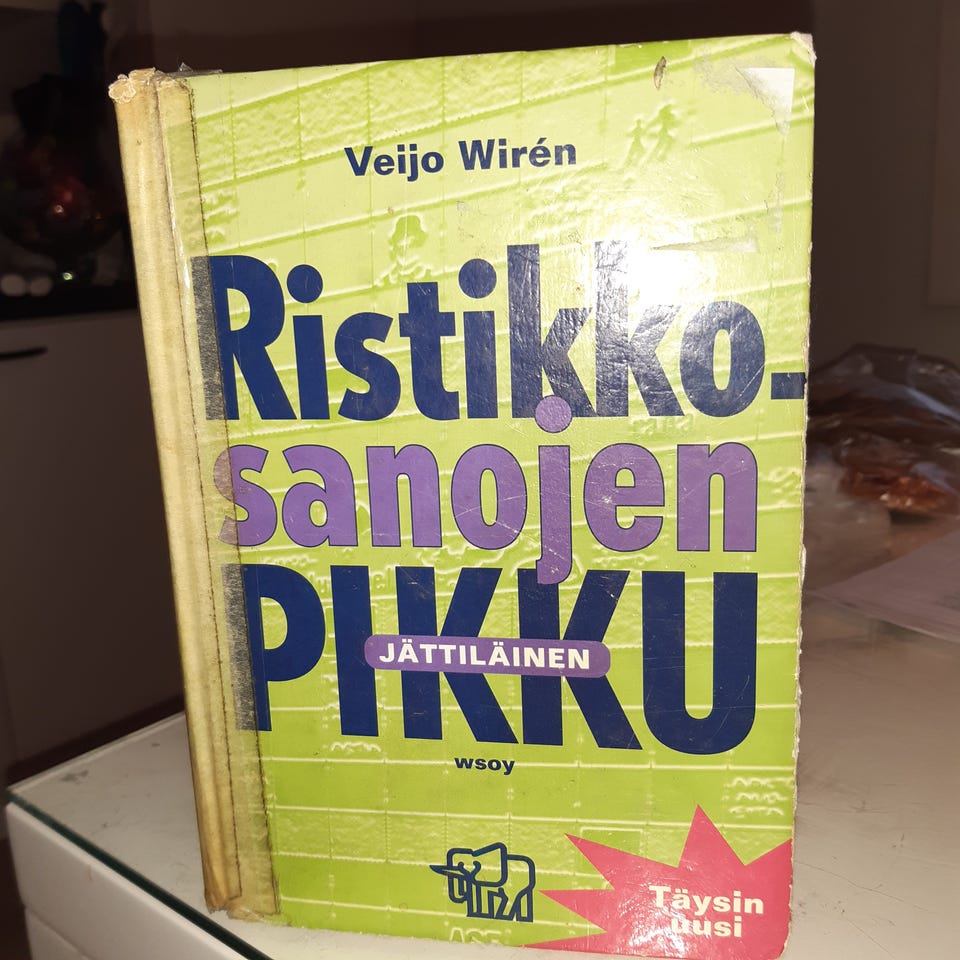 Veijo Wirén
Ristikko-
sanojen
PIKKU
JÄTTILÄINEN
wsoy
Täysin
uusi